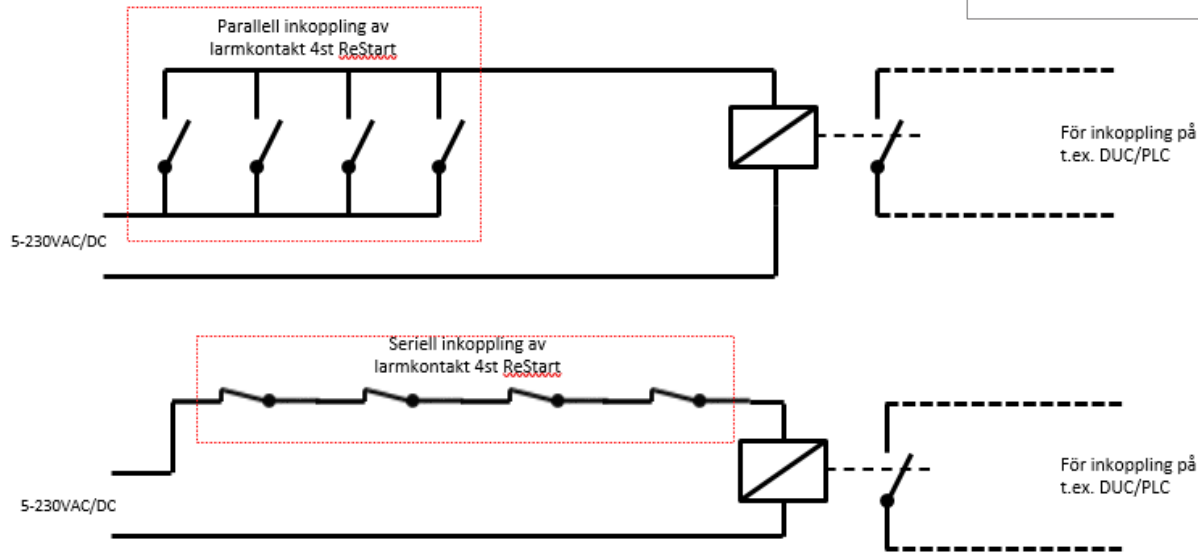 Parallell inkoppling av
larmkontakt 4st ReStart
För inkoppling på
t.ex. DUC/PLC
5-230VAC/DC
Seriell inkoppling av
larmkontakt 4st ReStart
För inkoppling på
t.ex. DUC/PLC
5-230VAC/DC